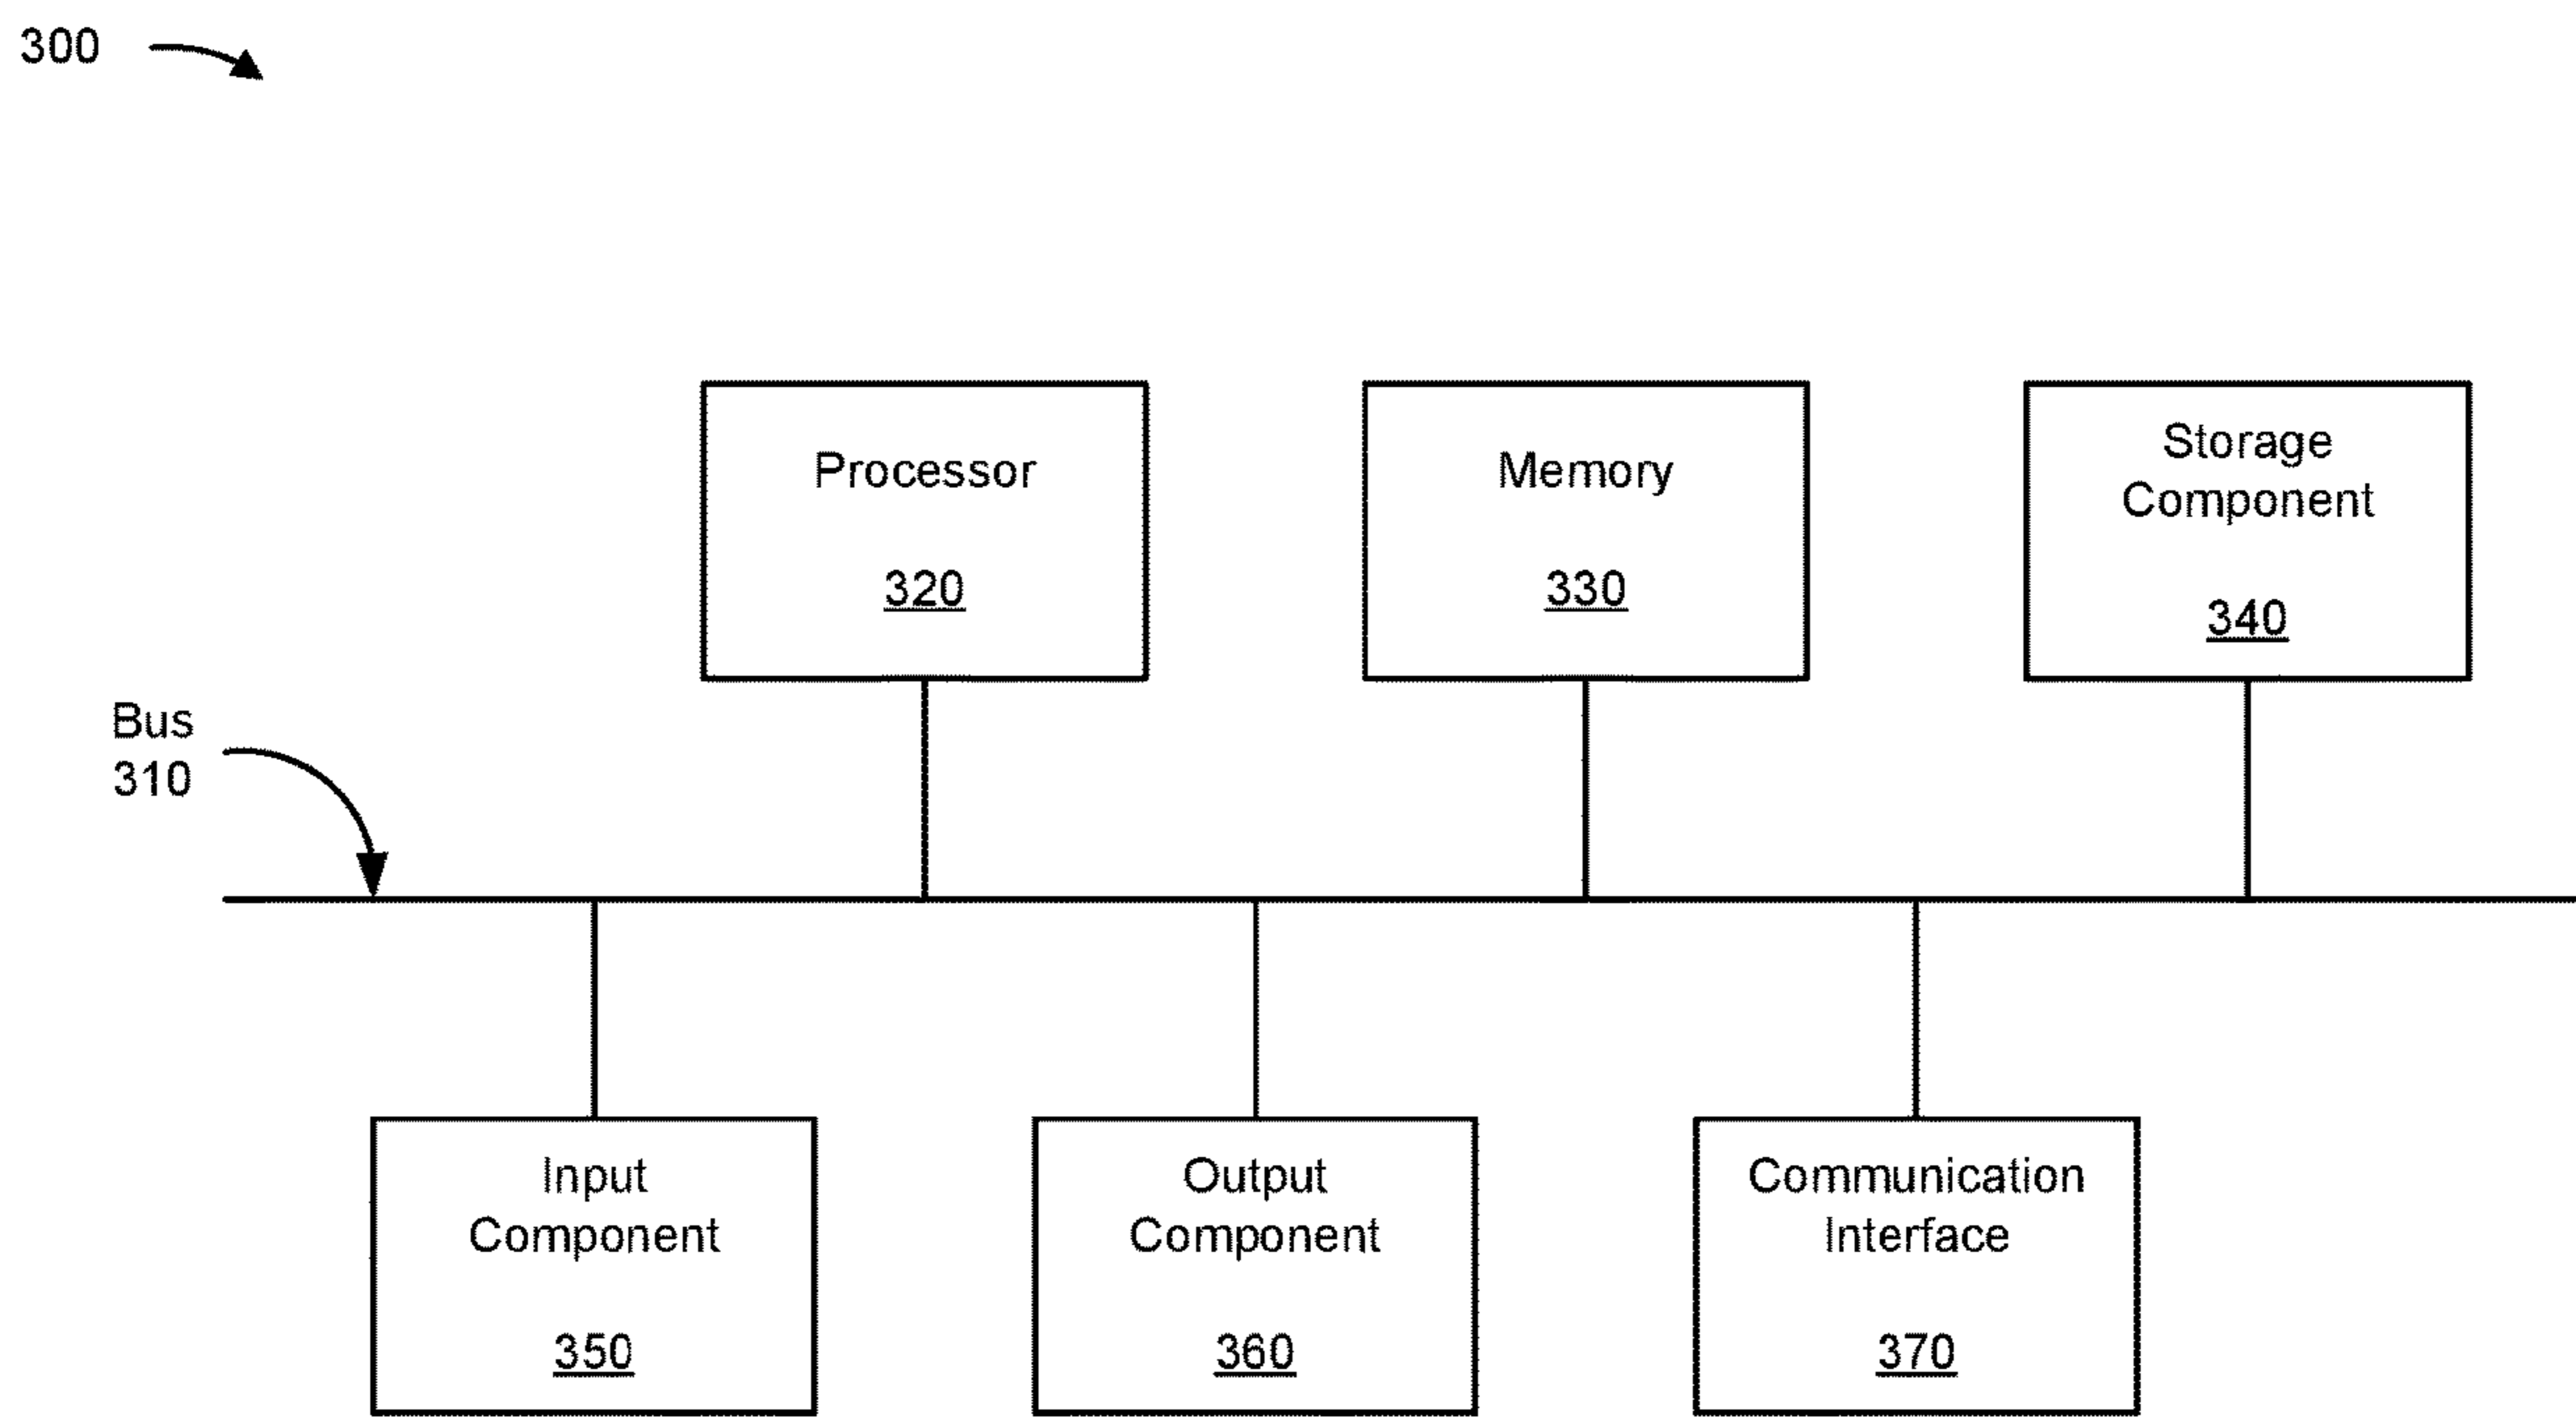 300
Processor
320
Memory
330
Storage
Component
340
Bus
310
Input
Component
350
Output
Component
360
Communication
Interface
370